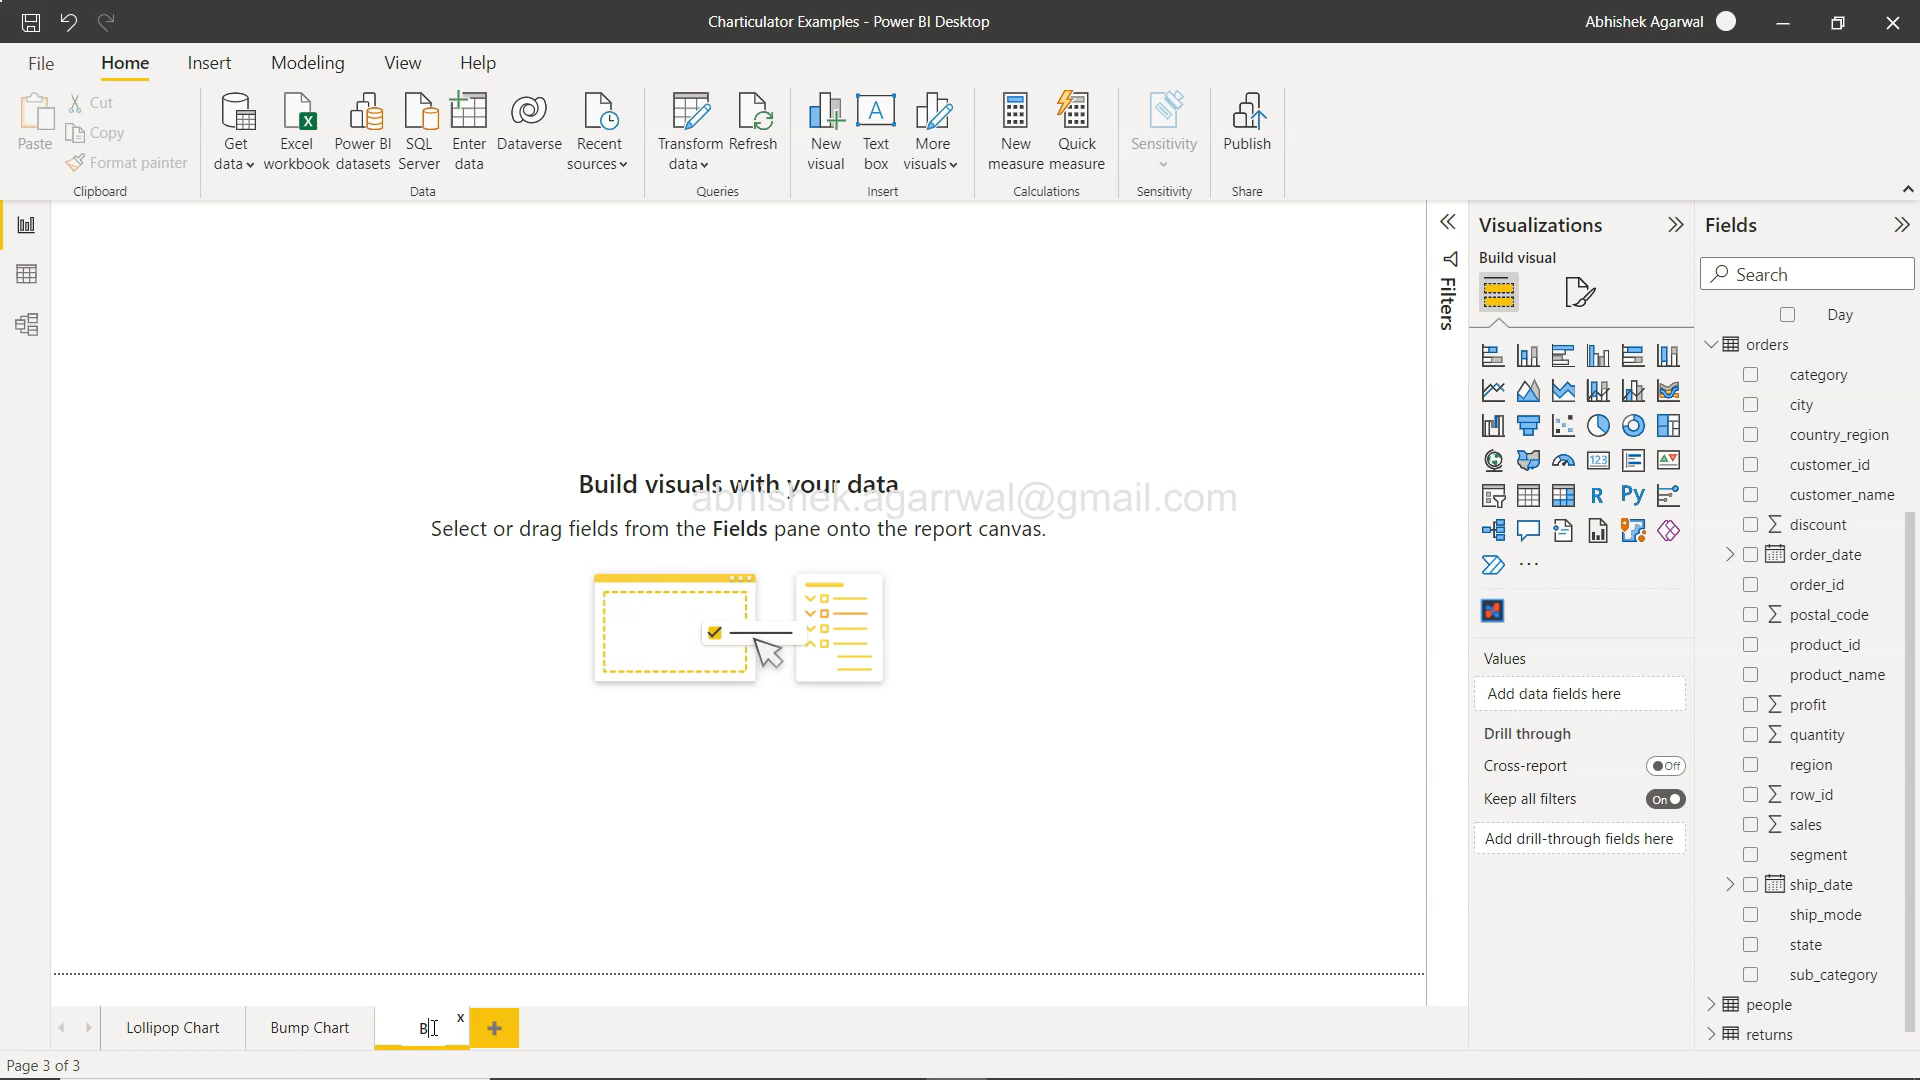 Charticulator Examples - Power BI Desktop
Abhishek Agarwal
File Home Insert Modeling View Help
Paste
Cut
Copy
Format painter
Clipboard
Get data
Excel workbook
Power BI datasets
SQL Server
Enter data
Dataverse
Recent sources
Data
Transform data
Refresh
Queries
New visual
Text box
More visuals
Insert
New measure
Quick measure
Calculations
Sensitivity
Sensitivity
Publish
Share
Build visuals with your data
abhishek.agarrwal@gmail.com
Select or drag fields from the Fields pane onto the report canvas.
Filters
Visualizations
Build visual
123
R
Py
Values
Add data fields here
Drill through
Cross-report
Off
Keep all filters
On
Add drill-through fields here
Fields
Search
Day
orders
category
city
country_region
customer_id
customer_name
discount
order_date
order_id
postal_code
product_id
product_name
profit
quantity
region
row_id
sales
segment
ship_date
ship_mode
state
sub_category
people
returns
Lollipop Chart
Bump Chart
B
x
Page 3 of 3